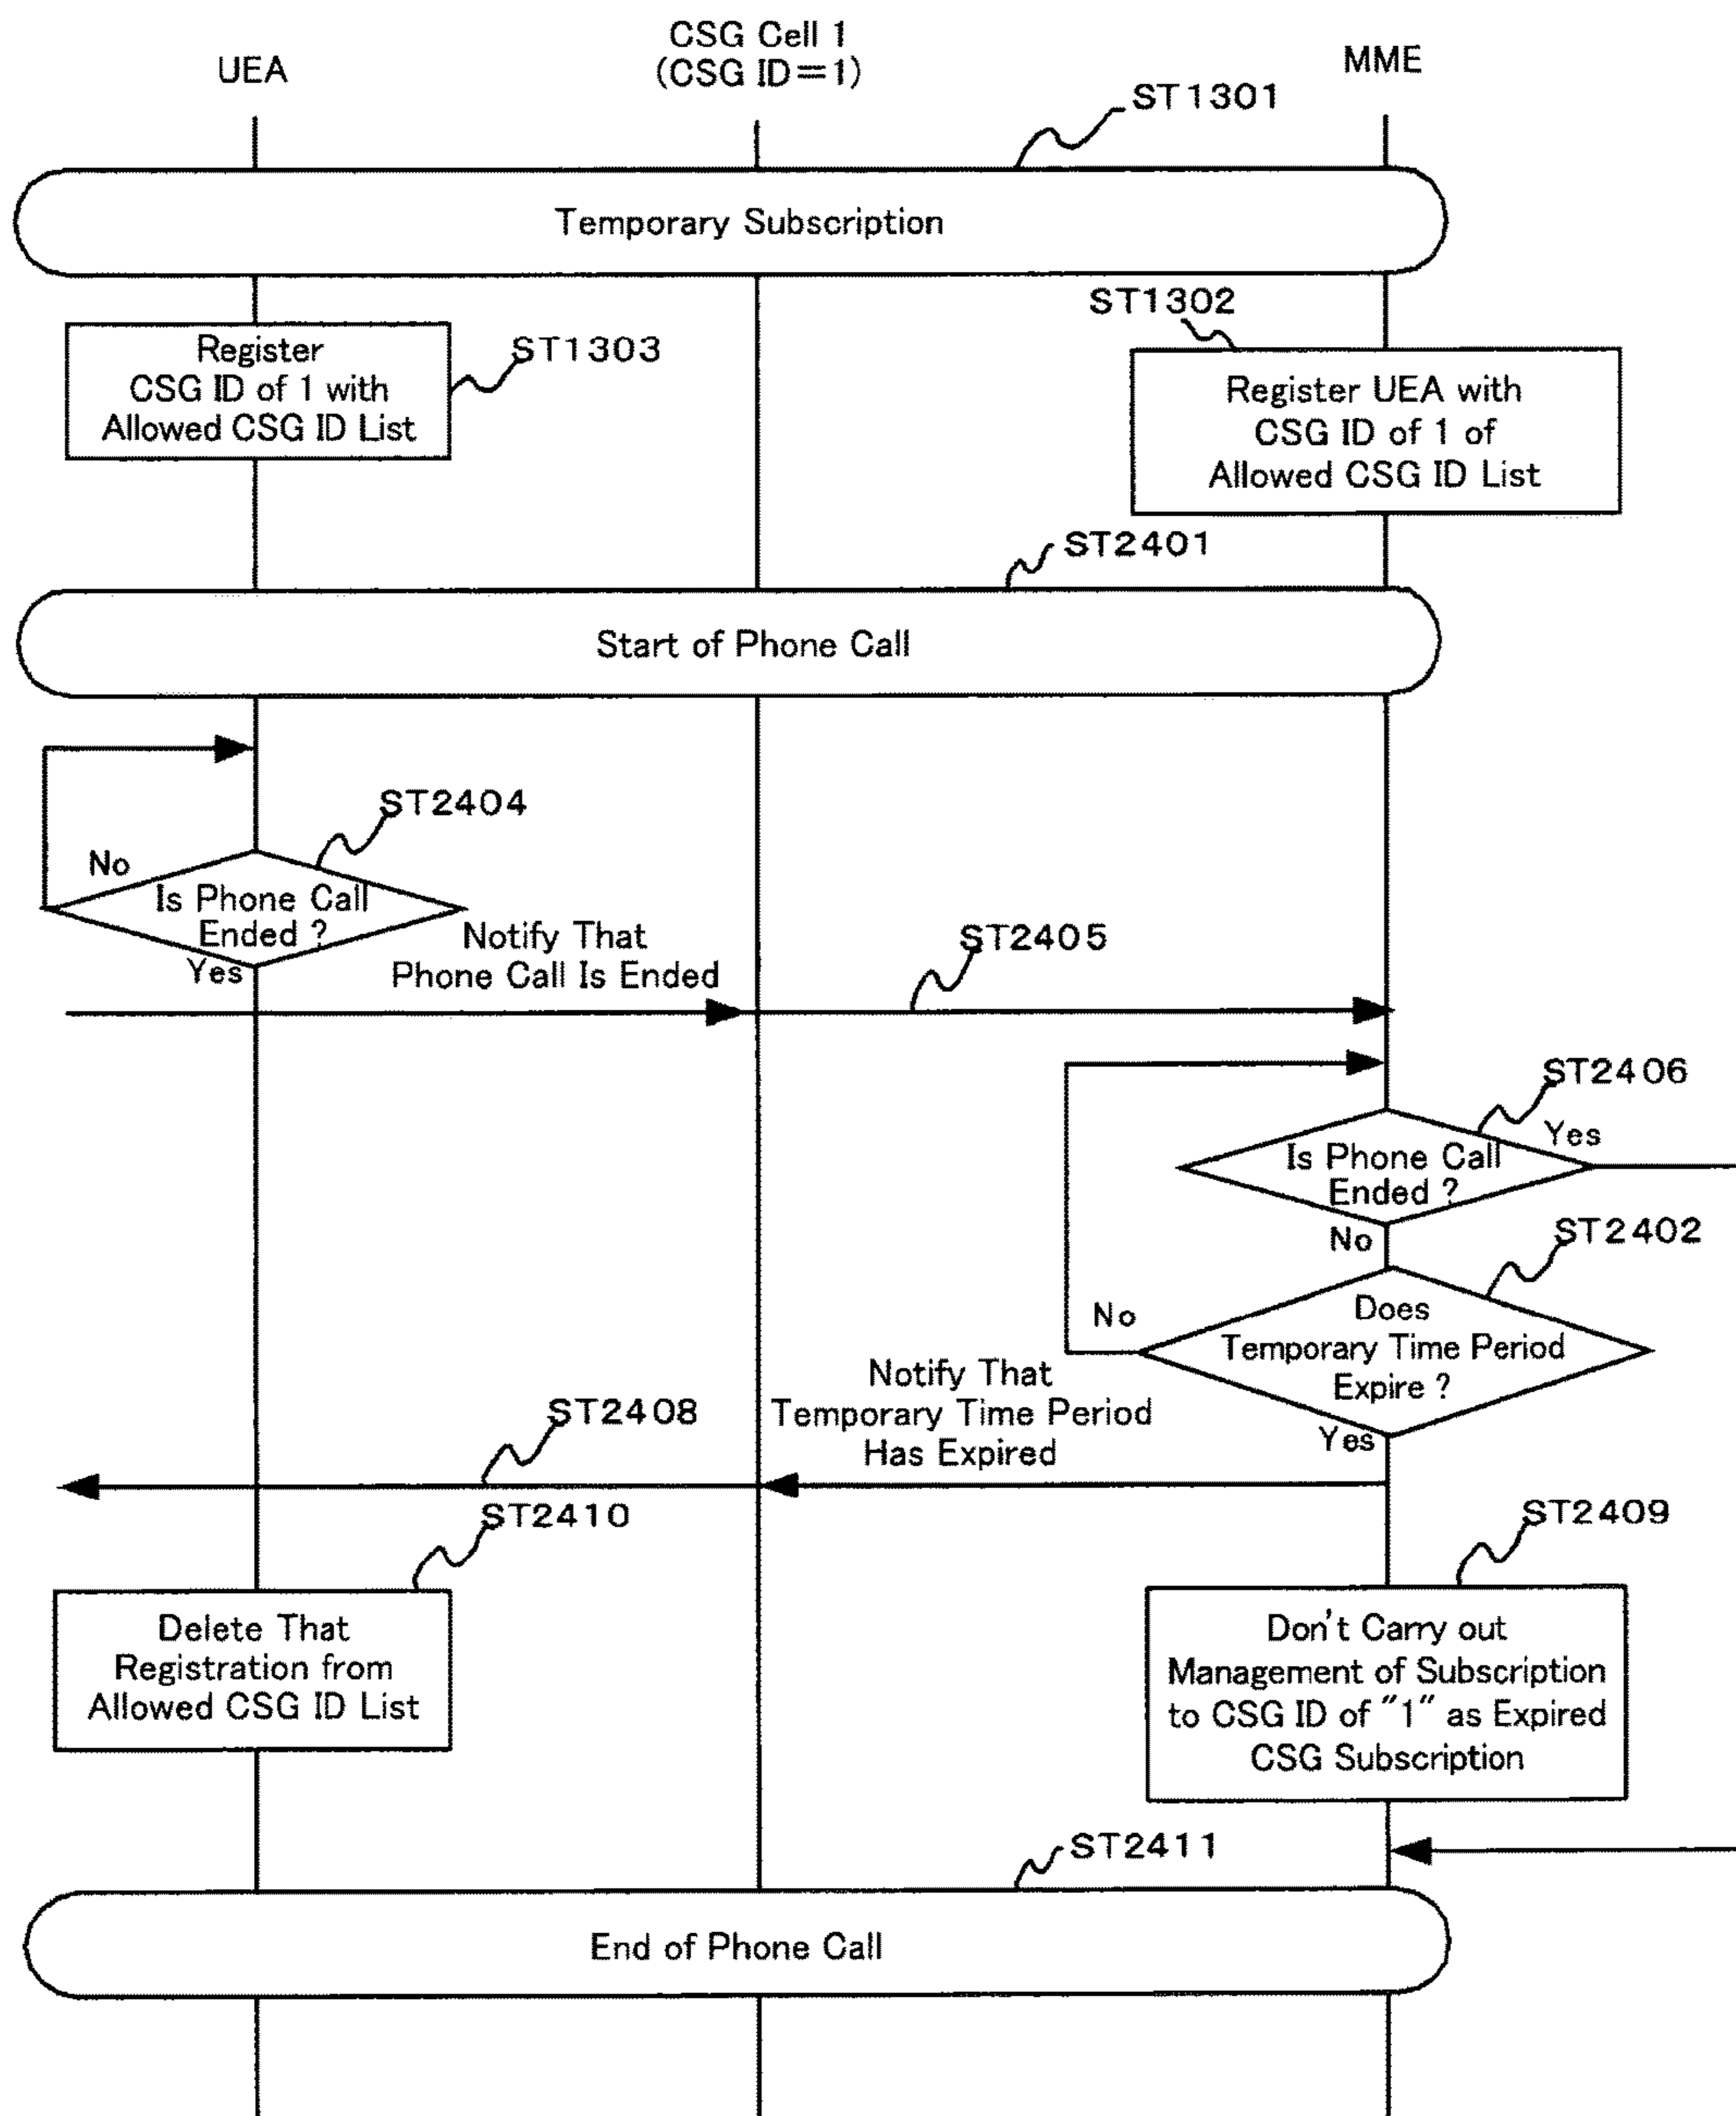 UEA
CSG Cell 1
(CSG ID=1)
MME
ST1301
Temporary Subscription
ST1302
Register
CSG ID of 1 with
Allowed CSG ID List
ST1303
Register UEA with
CSG ID of 1 of
Allowed CSG ID List
ST2401
Start of Phone Call
ST2404
No
Is Phone Call
Ended ?
Yes
Notify That
Phone Call Is Ended
ST2405
ST2406
Yes
Is Phone Call
Ended ?
No
ST2402
No
Does
Temporary Time Period
Expire ?
Yes
Notify That
Temporary Time Period
Has Expired
ST2408
ST2410
ST2409
Delete That
Registration from
Allowed CSG ID List
Don't Carry out
Management of Subscription
to CSG ID of "1" as Expired
CSG Subscription
ST2411
End of Phone Call